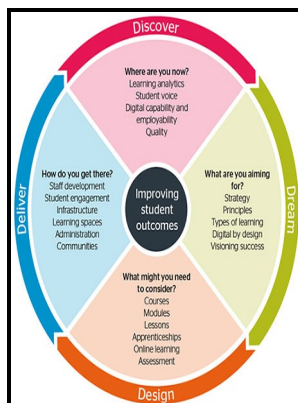 Discover
Where are you now?
Learning analytics
Student voice
Digital capability and
employability
Quality
Dream
What are you aiming
for?
Strategy
Principles
Types of learning
Digital by design
Visioning success
Design
What might you need
to consider?
Courses
Modules
Lessons
Apprenticeships
Online learning
Assessment
Deliver
How do you get there?
Staff development
Student engagement
Infrastructure
Learning spaces
Administration
Communities
Improving
student
outcomes